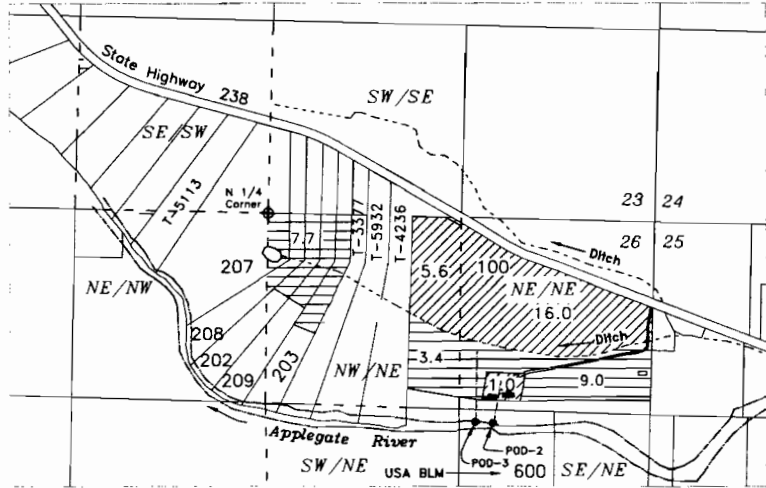 State Highway 238
SW/SE
SE/SW
N 1/4
Corner
T-5113
T-3377
T-5932
T-4236
7.7
23 24
26 25
Ditch
5.6
100
NE/NE
16.0
207
NE/NW
208
202
209
203
NW/NE
Ditch
3.4
1.0
9.0
Applegate River
POD-2
POD-3
SW/NE
USA BLM
600
SE/NE